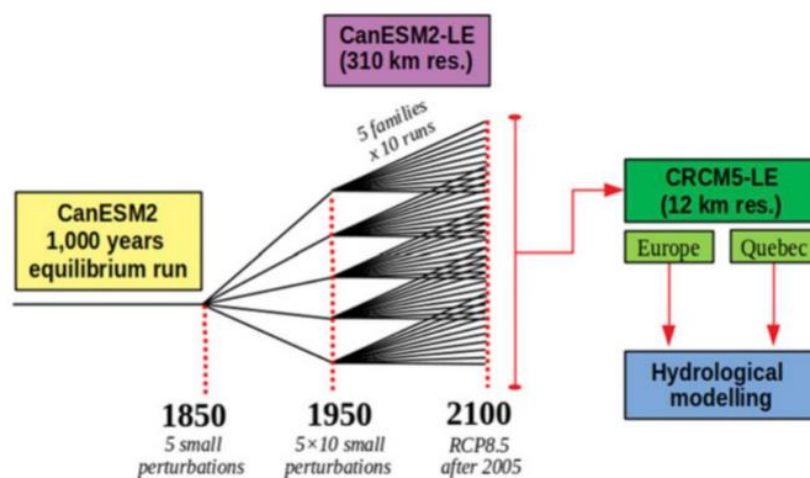 CanESM2-LE
(310 km res.)
5 families
x 10 runs
CanESM2
1,000 years
equilibrium run
CRCM5-LE
(12 km res.)
Europe
Quebec
Hydrological
modelling
1850
5 small
perturbations
1950
5×10 small
perturbations
2100
RCP8.5
after 2005